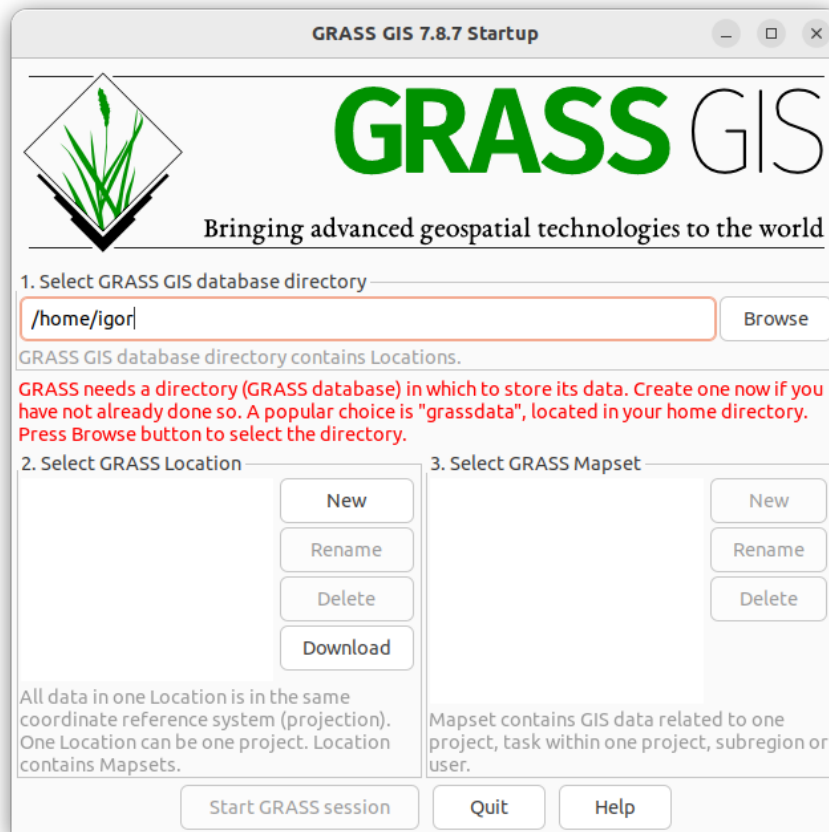 GRASS GIS 7.8.7 Startup
GRASS GIS
Bringing advanced geospatial technologies to the world
1. Select GRASS GIS database directory
/home/igor
Browse
GRASS GIS database directory contains Locations.
GRASS needs a directory (GRASS database) in which to store its data. Create one now if you
have not already done so. A popular choice is "grassdata", located in your home directory.
Press Browse button to select the directory.
2. Select GRASS Location
New
Rename
Delete
Download
All data in one Location is in the same
coordinate reference system (projection).
One Location can be one project. Location
contains Mapsets.
3. Select GRASS Mapset
New
Rename
Delete
Mapset contains GIS data related to one
project, task within one project, subregion or
user.
Start GRASS session
Quit
Help